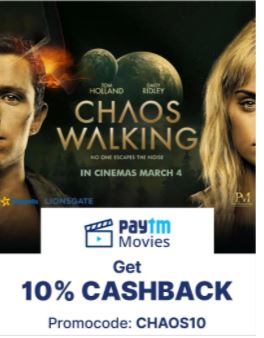 TOM
HOLLAND
DAISY
RIDLEY
CHAOS
WALKING
NO ONE ESCAPES THE NOISE
IN CINEMAS MARCH 4
LIONSGATE
paytm
Movies
Get
10% CASHBACK
Promocode: CHAOS10